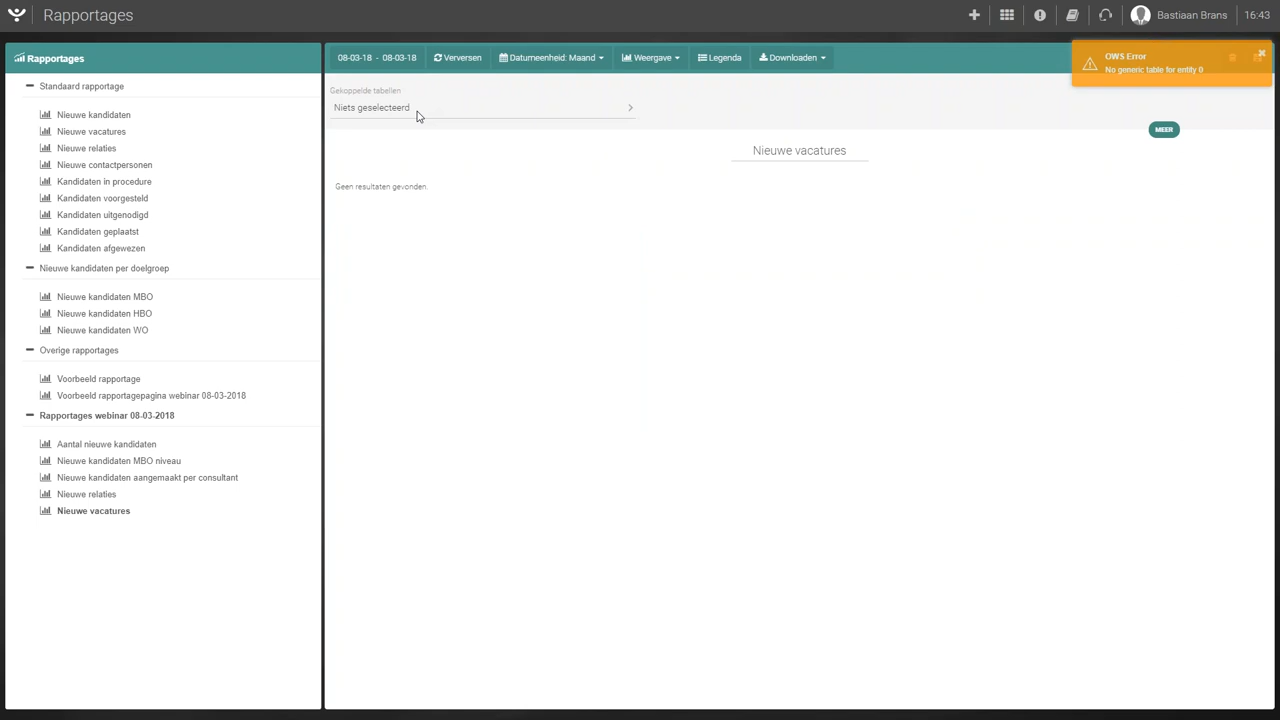 Rapportages
Bastiaan Brans
16:43
Rapportages
Standaard rapportage
Nieuwe kandidaten
Nieuwe vacatures
Nieuwe relaties
Nieuwe contactpersonen
Kandidaten in procedure
Kandidaten voorgesteld
Kandidaten uitgenodigd
Kandidaten geplaatst
Kandidaten afgewezen
Nieuwe kandidaten per doelgroep
Nieuwe kandidaten MBO
Nieuwe kandidaten HBO
Nieuwe kandidaten WO
Overige rapportages
Voorbeeld rapportage
Voorbeeld rapportagepagina webinar 08-03-2018
Rapportages webinar 08-03-2018
Aantal nieuwe kandidaten
Nieuwe kandidaten MBO niveau
Nieuwe kandidaten aangemaakt per consultant
Nieuwe relaties
Nieuwe vacatures
08-03-18 - 08-03-18 Verversen Datumeenheid: Maand Weergave Legenda Downloaden
OWS Error
No generic table for entity 0
Gekoppelde tabellen
Niets geselecteerd
MEER
Nieuwe vacatures
Geen resultaten gevonden.